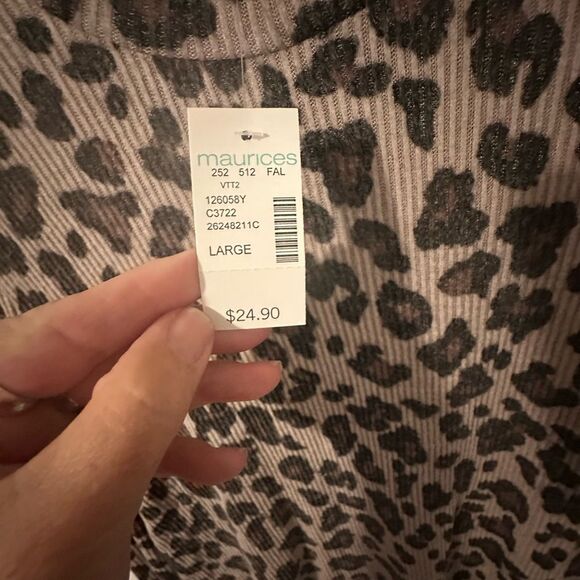 maurices
252 512 FAL
VTT2
126058Y
C3722
26248211C
LARGE
$24.90